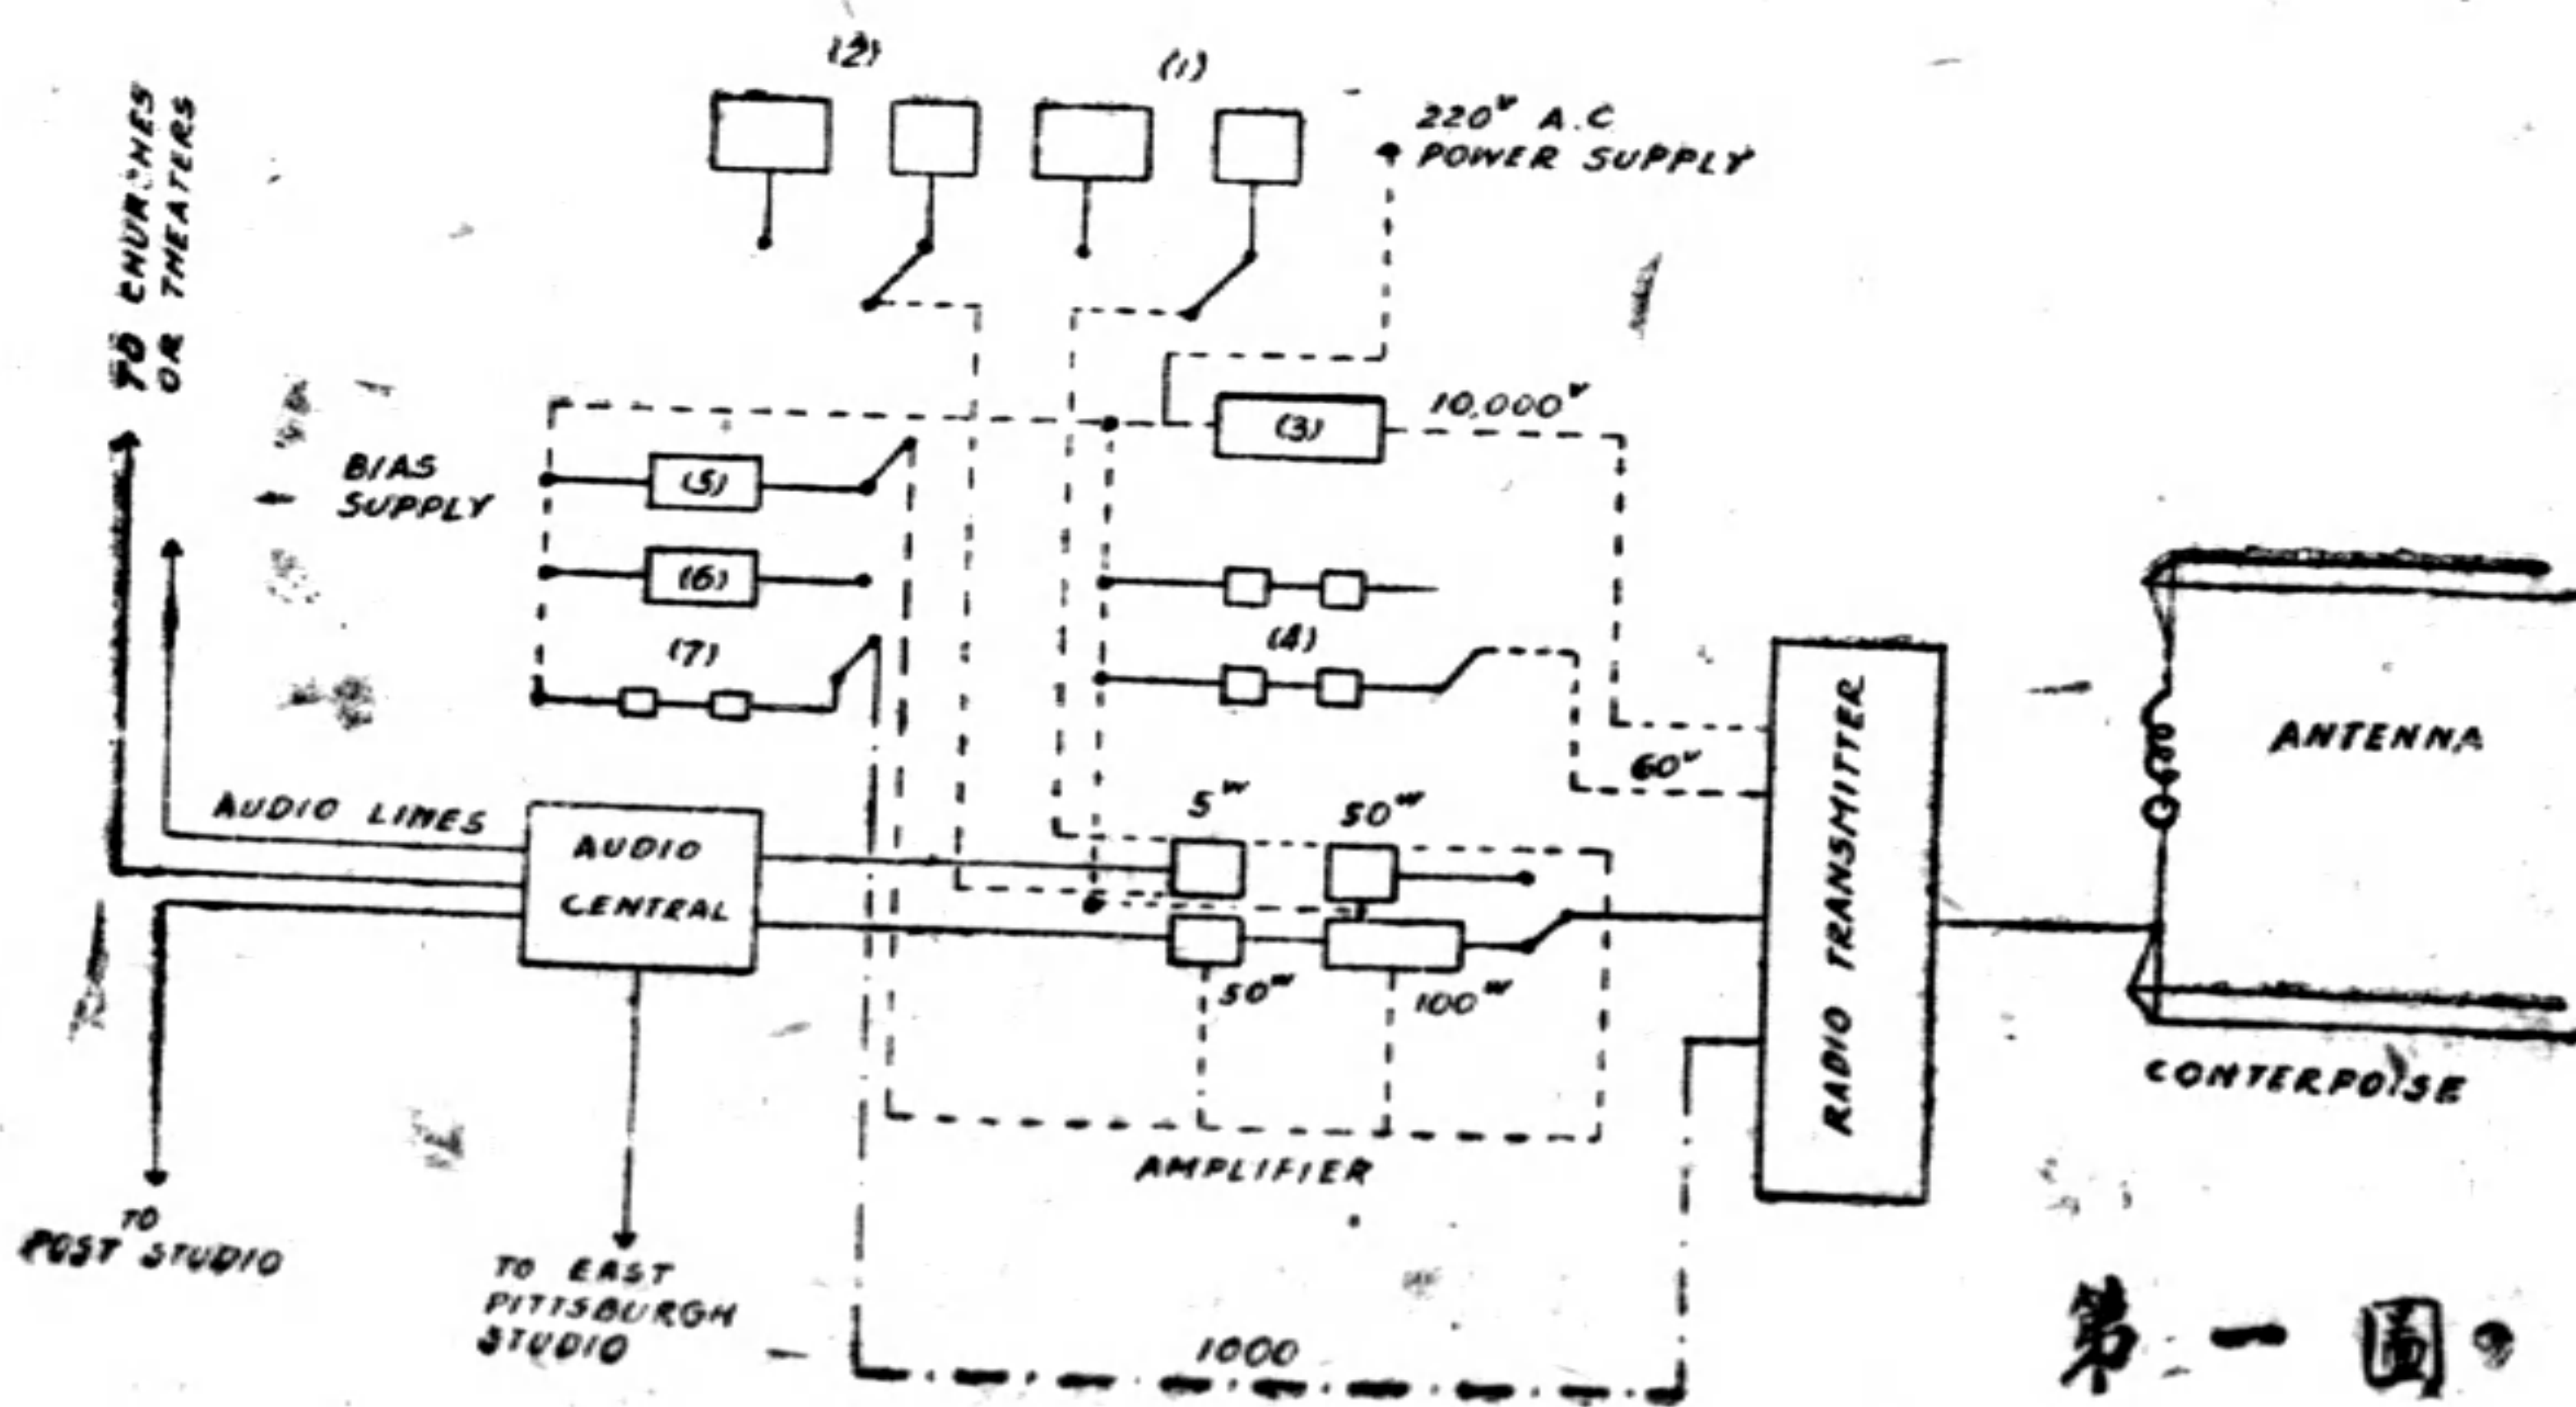 (2)
(1)
TO CHURCHES
OR THEATERS
220V A.C
POWER SUPPLY
10,000V
(3)
BIAS
SUPPLY
(5)
(6)
(7)
(4)
60V
AUDIO LINES
AUDIO
CENTRAL
5W
50W
50W
100W
AMPLIFIER
RADIO TRANSMITTER
ANTENNA
CONTERPOISE
TO
POST STUDIO
TO EAST
PITTSBURGH
STUDIO
1000
第一圖